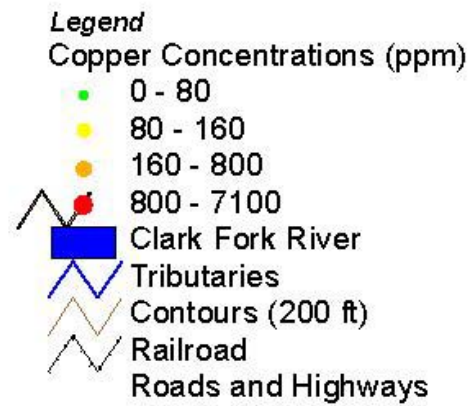 Legend
Copper Concentrations (ppm)
0 - 80
80 - 160
160 - 800
800 - 7100
Clark Fork River
Tributaries
Contours (200 ft)
Railroad
Roads and Highways